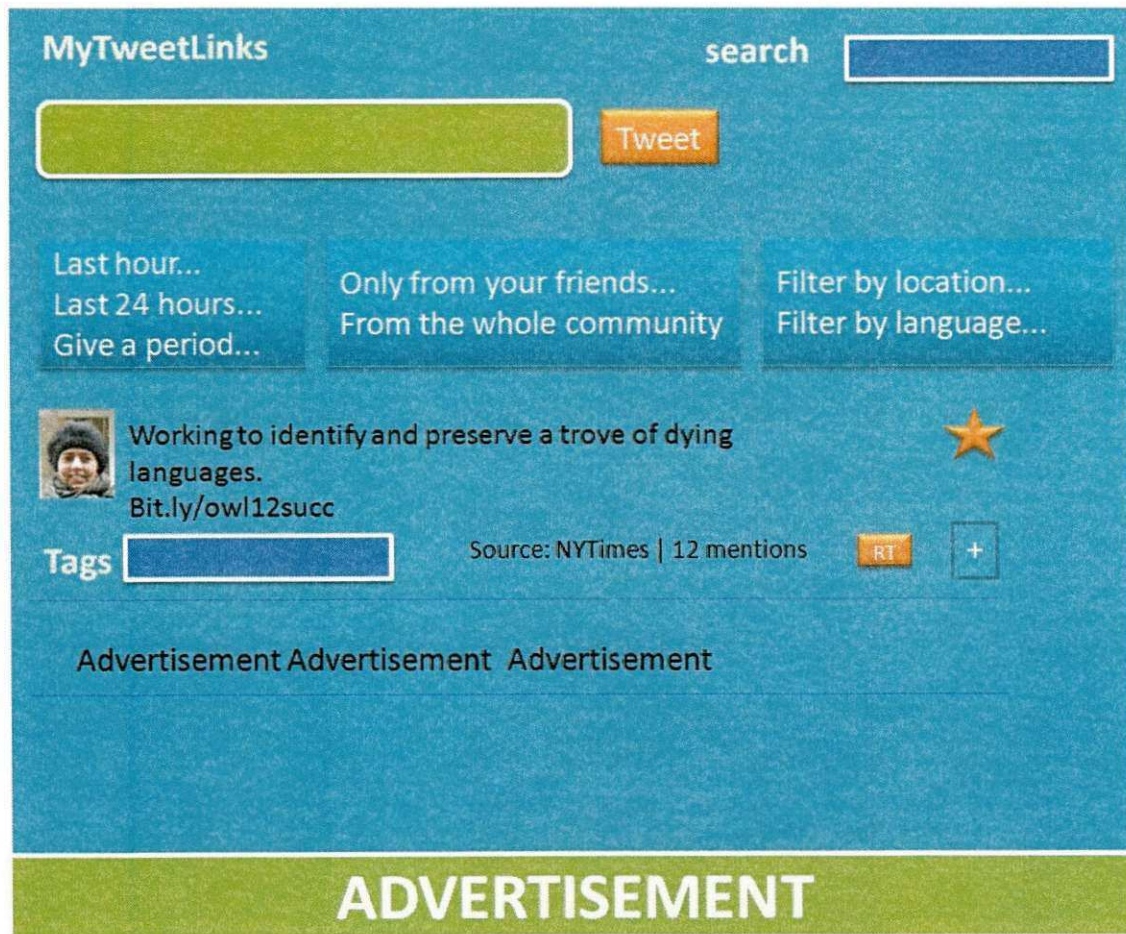 MyTweetLinks
search
Tweet
Last hour...
Last 24 hours...
Give a period...
Only from your friends...
From the whole community
Filter by location...
Filter by language...
Working to identify and preserve a trove of dying
languages.
Bit.ly/owl12succ
Tags
Source: NYTimes | 12 mentions
RT
+
Advertisement Advertisement Advertisement
ADVERTISEMENT